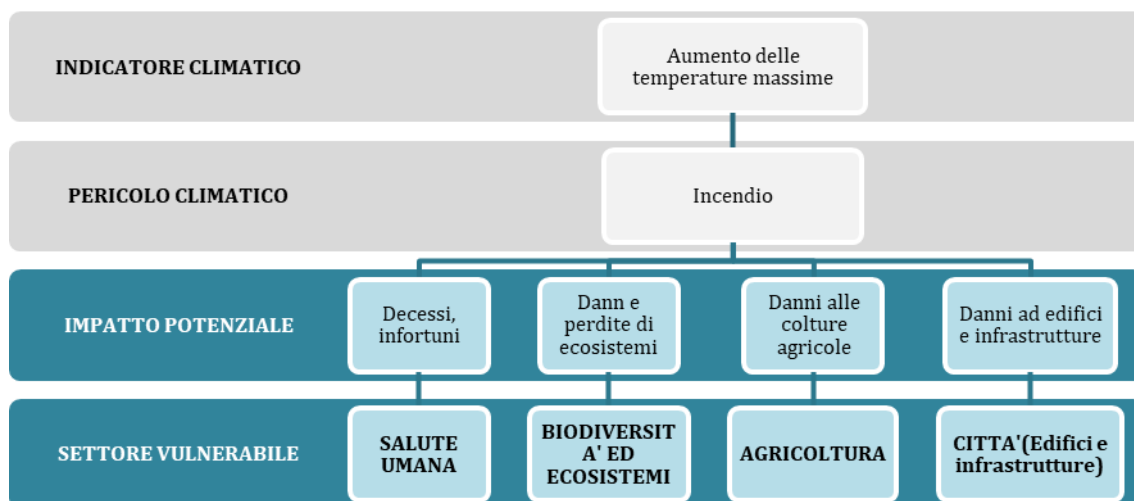 INDICATORE CLIMATICO
Aumento delle
temperature massime
PERICOLO CLIMATICO
Incendio
IMPATTO POTENZIALE
Decessi,
infortuni
Dann e
perdite di
ecosistemi
Danni alle
colture
agricole
Danni ad edifici
e infrastrutture
SETTORE VULNERABILE
SALUTE
UMANA
BIODIVERSIT
A' ED
ECOSISTEMI
AGRICOLTURA
CITTA'(Edifici e
infrastrutture)